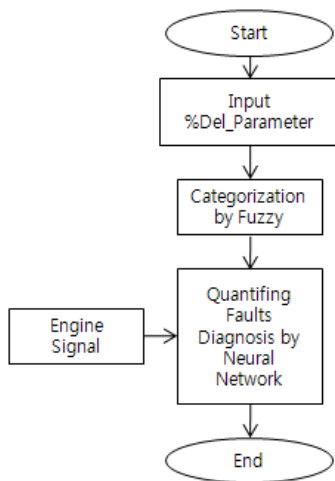 Start
Input
%Del_Parameter
Categorization
by Fuzzy
Engine
Signal
Quantifing
Faults
Diagnosis by
Neural
Network
End